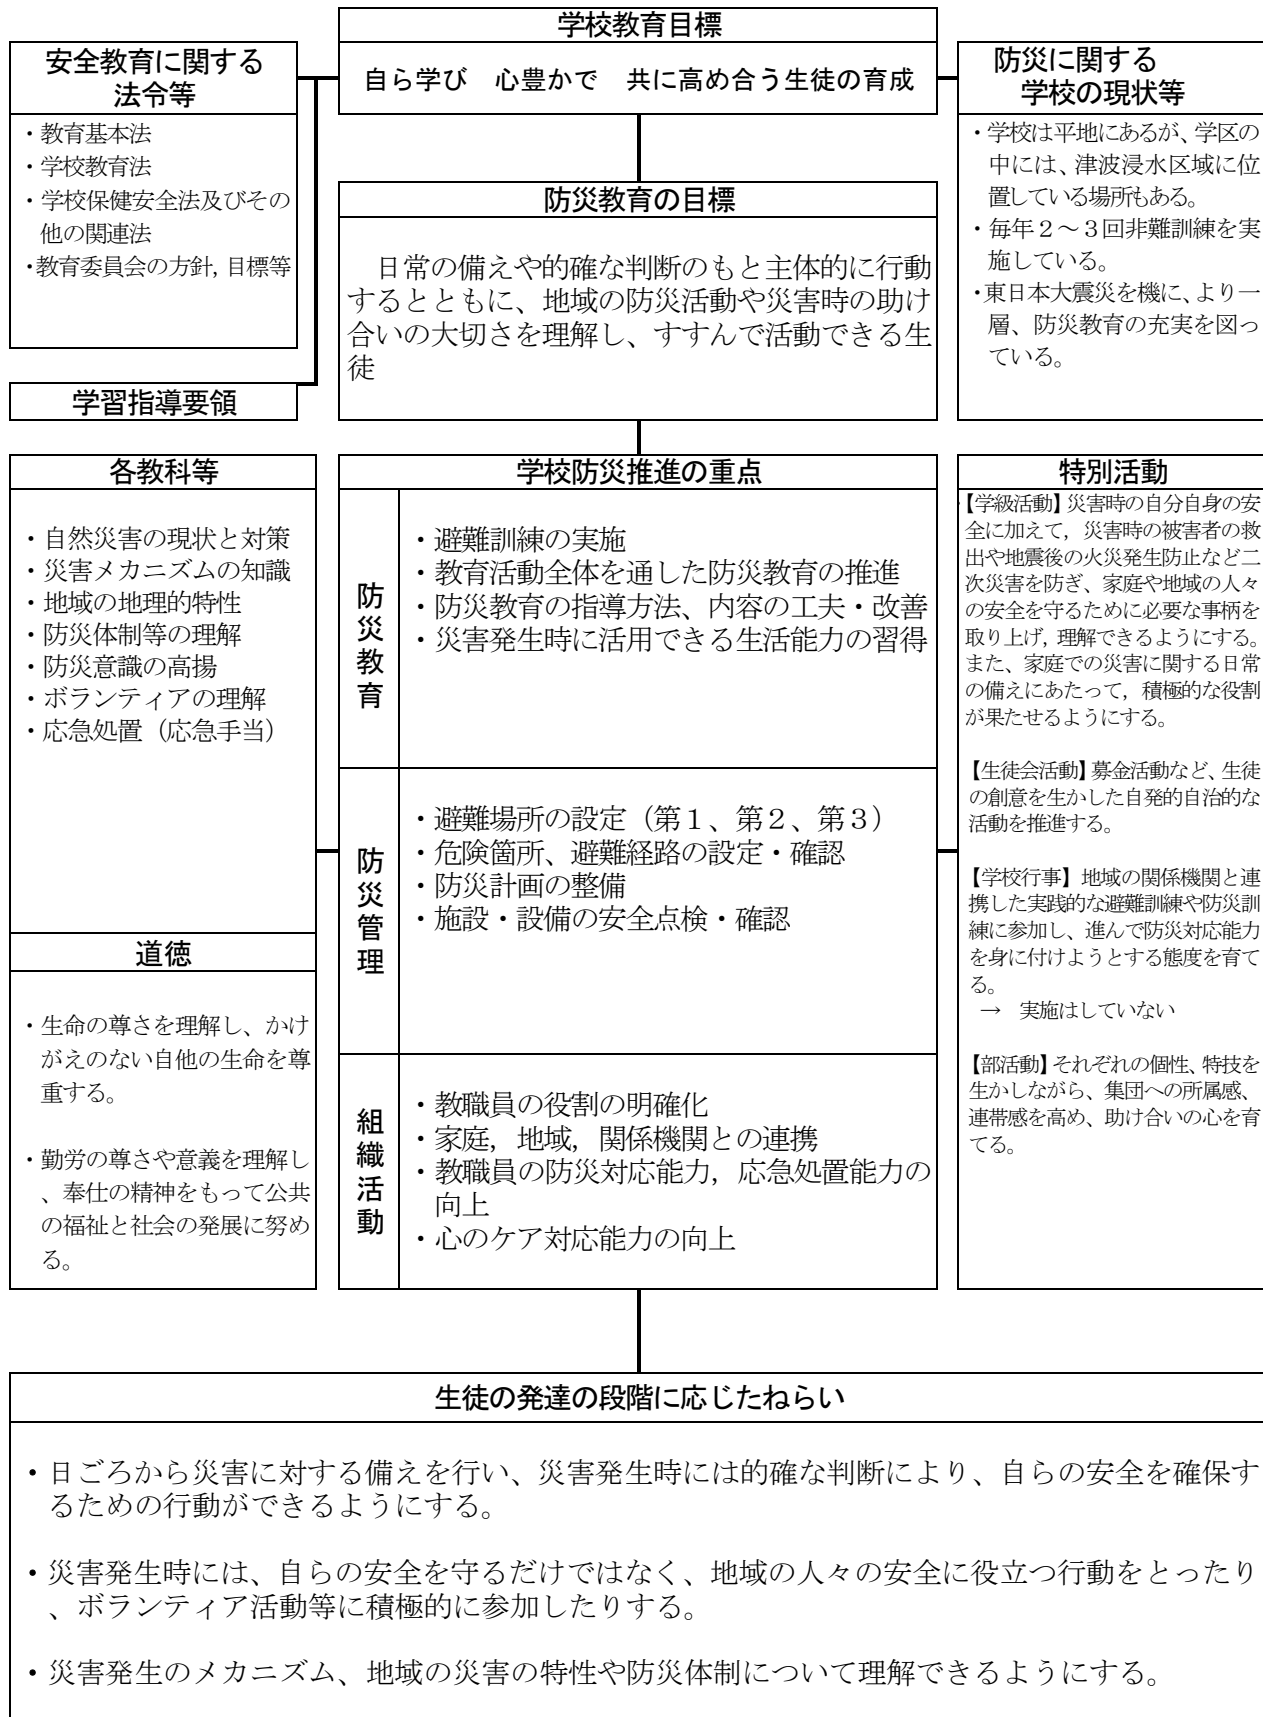 学校教育目標
自ら学び　心豊かで　共に高め合う生徒の育成
安全教育に関する
法令等
・教育基本法
・学校教育法
・学校保健安全法及びその
他の関連法
・教育委員会の方針，目標等
学習指導要領
防災に関する
学校の現状等
・学校は平地にあるが、学区の
中には、津波浸水区域に位
置している場所もある。
・毎年２～３回非難訓練を実
施している。
・東日本大震災を機に、より一
層、防災教育の充実を図っ
ている。
防災教育の目標
日常の備えや的確な判断のもと主体的に行動
するとともに、地域の防災活動や災害時の助け
合いの大切さを理解し、すすんで活動できる生
徒
各教科等
・自然災害の現状と対策
・災害メカニズムの知識
・地域の地理的特性
・防災体制等の理解
・防災意識の高揚
・ボランティアの理解
・応急処置（応急手当）
道徳
・生命の尊さを理解し、かけ
がえのない自他の生命を尊
重する。
・勤労の尊さや意義を理解し
、奉仕の精神をもって公共
の福祉と社会の発展に努め
る。
学校防災推進の重点
防災教育
・避難訓練の実施
・教育活動全体を通した防災教育の推進
・防災教育の指導方法、内容の工夫・改善
・災害発生時に活用できる生活能力の習得
防災管理
・避難場所の設定（第１、第２、第３）
・危険箇所、避難経路の設定・確認
・防災計画の整備
・施設・設備の安全点検・確認
組織活動
・教職員の役割の明確化
・家庭，地域，関係機関との連携
・教職員の防災対応能力，応急処置能力の
向上
・心のケア対応能力の向上
特別活動
【学級活動】災害時の自分自身の安
全に加えて，災害時の被害者の救
出や地震後の火災発生防止など二
次災害を防ぎ、家庭や地域の人々
の安全を守るために必要な事柄を
取り上げ，理解できるようにする。
また、家庭での災害に関する日常
の備えにあたって，積極的な役割
が果たせるようにする。
【生徒会活動】募金活動など、生徒
の創意を生かした自発的自治的な
活動を推進する。
【学校行事】地域の関係機関と連
携した実践的な避難訓練や防災訓
練に参加し、進んで防災対応能力
を身に付けようとする態度を育て
る。
→　実施はしていない
【部活動】それぞれの個性、特技を
生かしながら、集団への所属感、
連帯感を高め、助け合いの心を育
てる。
生徒の発達の段階に応じたねらい
・日ごろから災害に対する備えを行い、災害発生時には的確な判断により、自らの安全を確保す
るための行動ができるようにする。
・災害発生時には、自らの安全を守るだけではなく、地域の人々の安全に役立つ行動をとったり
、ボランティア活動等に積極的に参加したりする。
・災害発生のメカニズム、地域の災害の特性や防災体制について理解できるようにする。